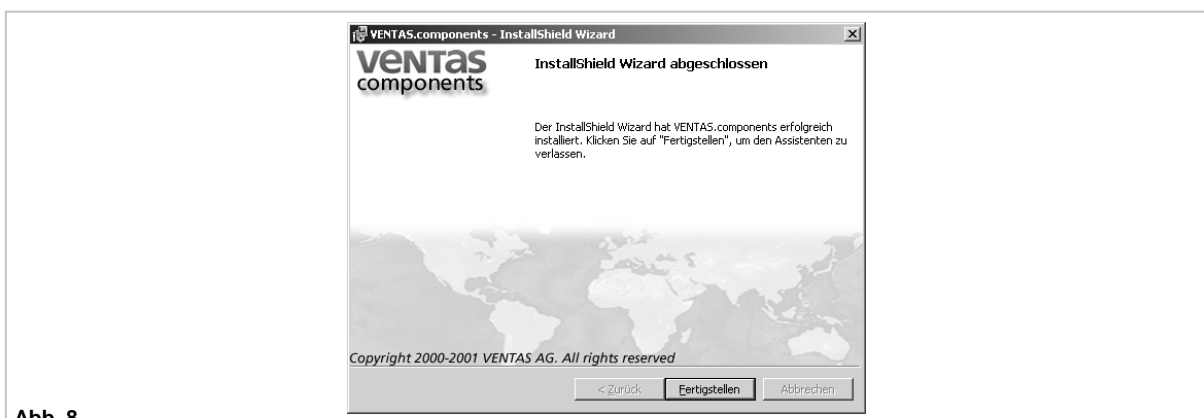 VENTAS.components - InstallShield Wizard
venTas
components
InstallShield Wizard abgeschlossen
Der InstallShield Wizard hat VENTAS.components erfolgreich
installiert. Klicken Sie auf "Fertigstellen", um den Assistenten zu
verlassen.
Copyright 2000-2001 VENTAS AG. All rights reserved
< Zurück
Fertigstellen
Abbrechen
Abb. 8